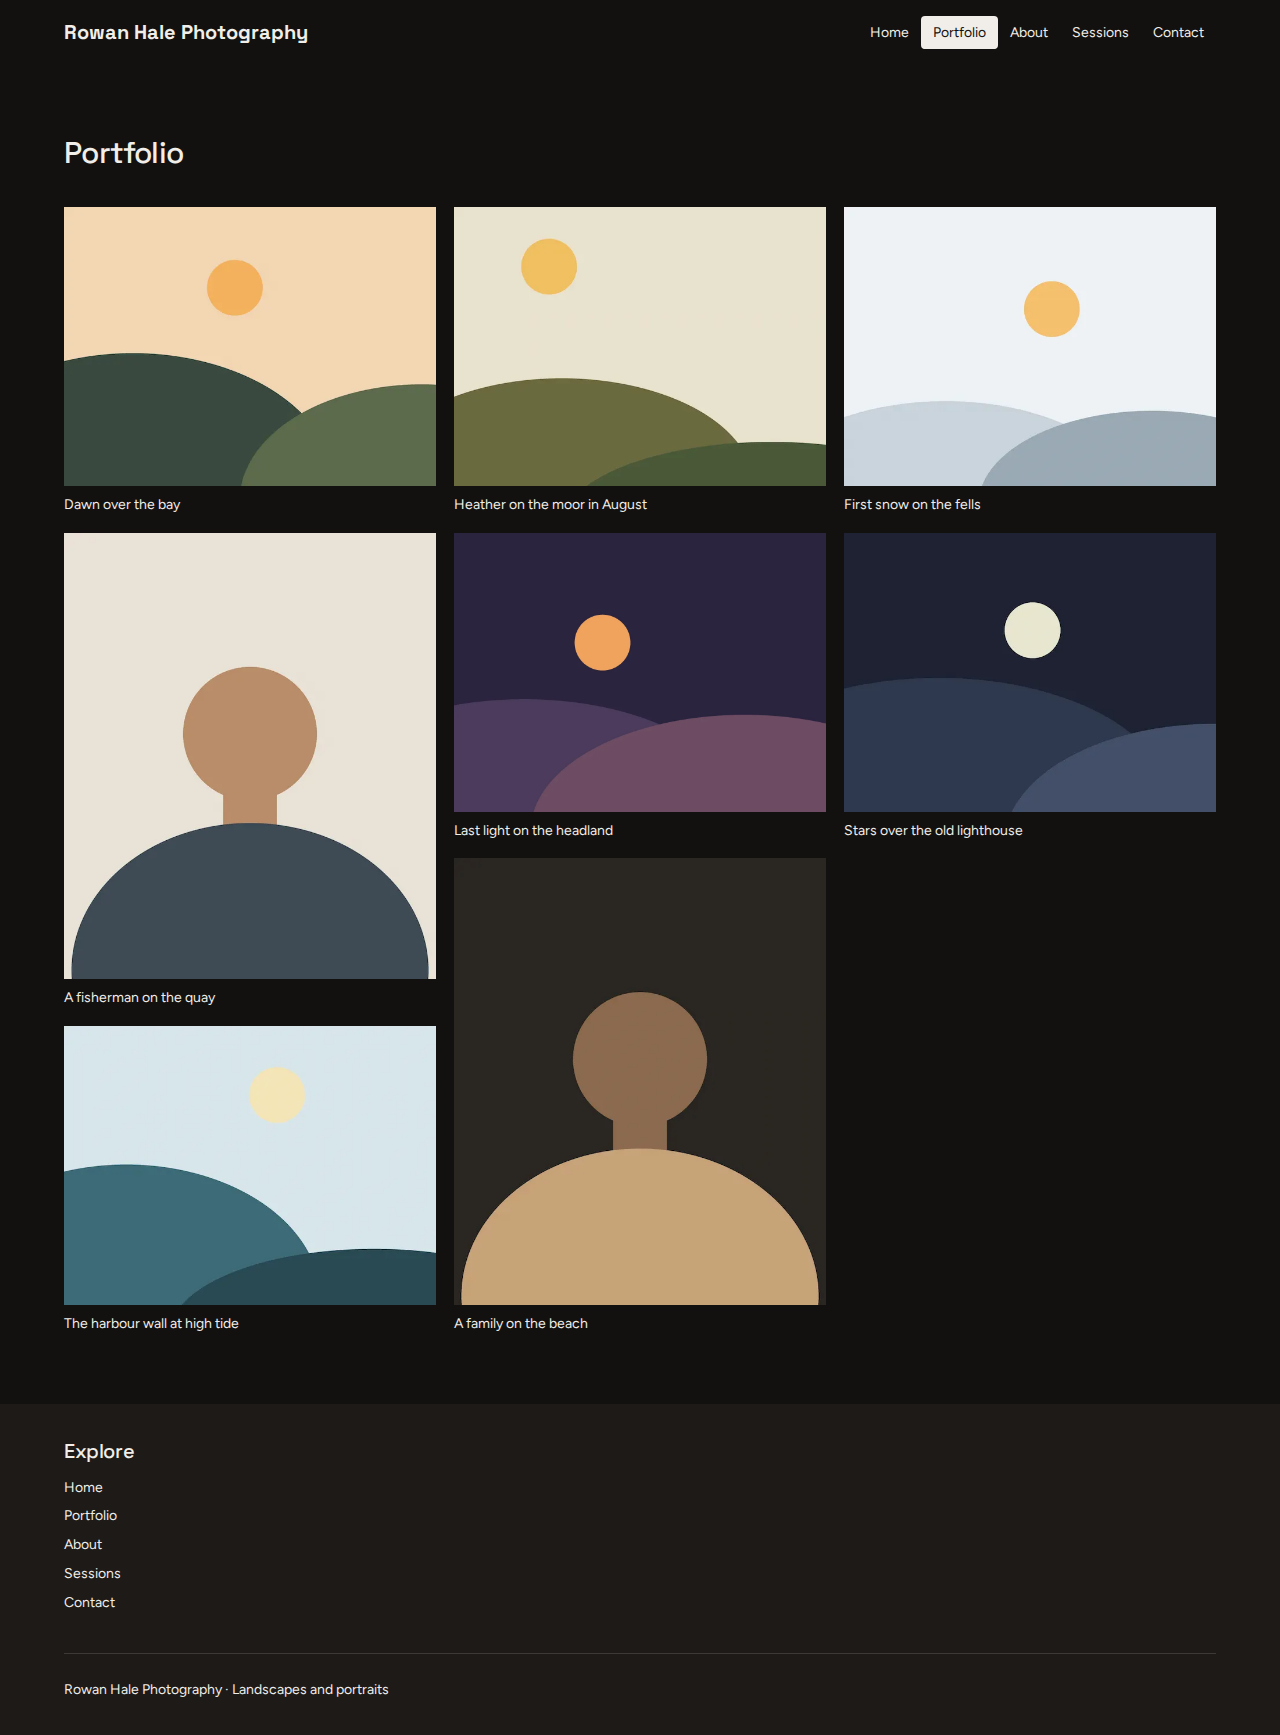 Rowan Hale Photography
Home Portfolio About Sessions Contact
Portfolio
Dawn over the bay
Heather on the moor in August
First snow on the fells
Last light on the headland
Stars over the old lighthouse
A fisherman on the quay
The harbour wall at high tide
A family on the beach
Explore
Home
Portfolio
About
Sessions
Contact
Rowan Hale Photography · Landscapes and portraits